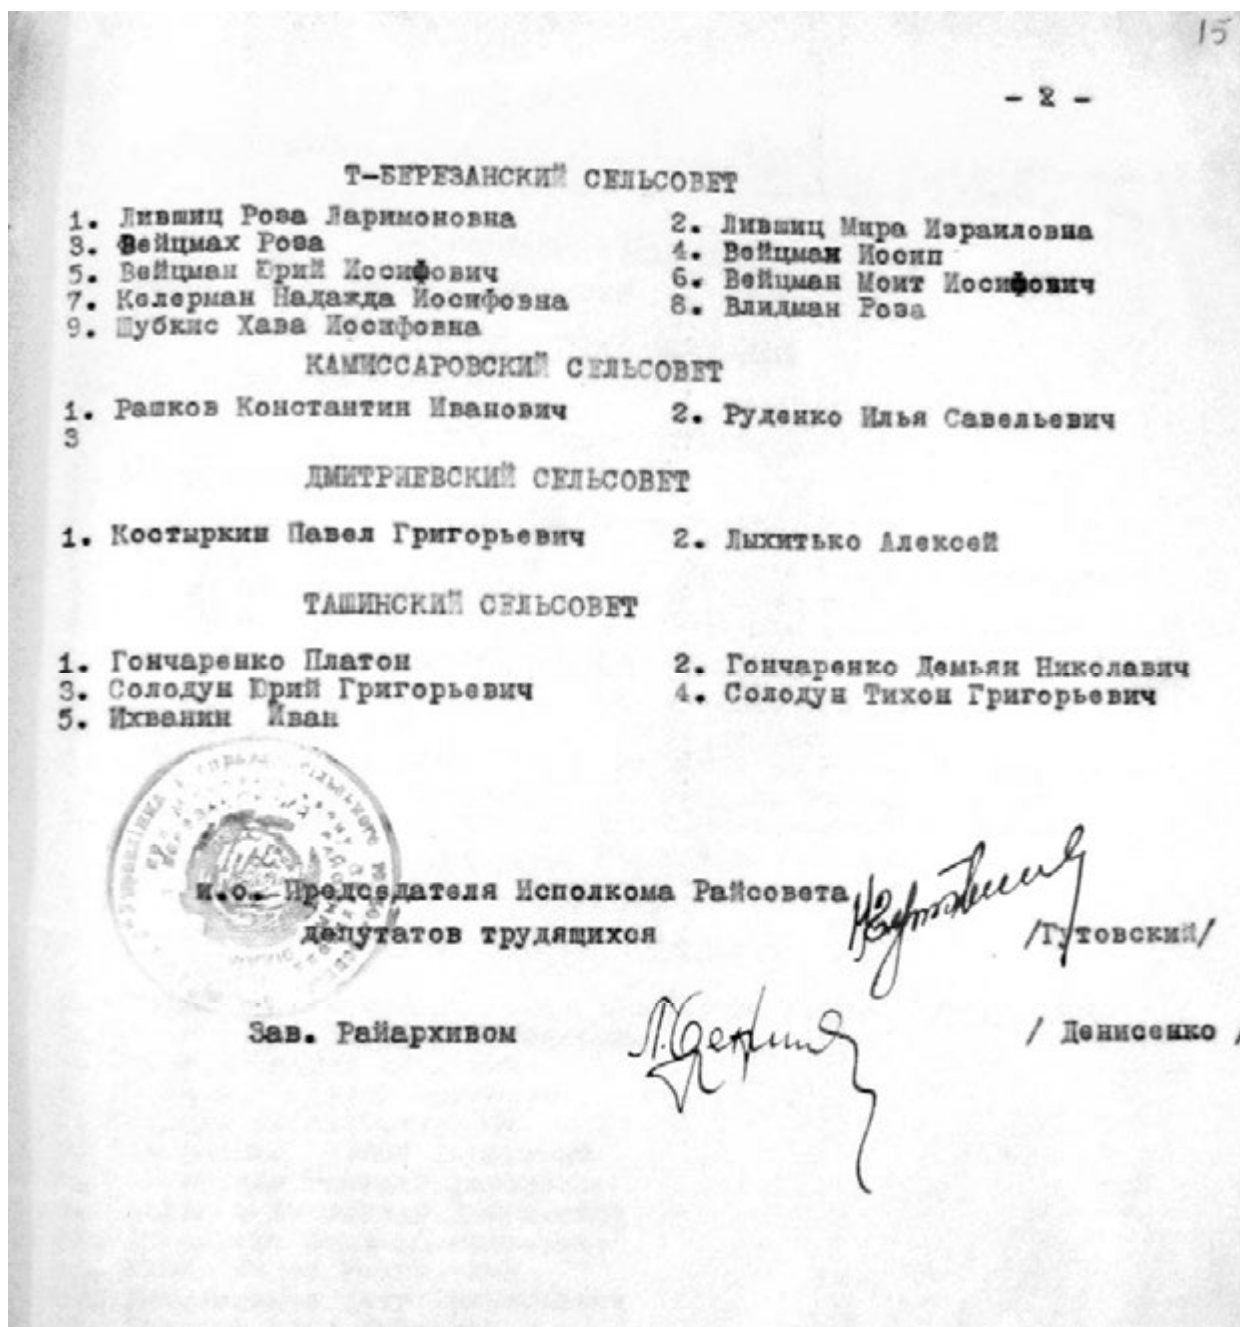 15
- 2 -
Т-БЕРЕЗАНСКИЙ СЕЛЬСОВЕТ
1. Лившиц Роза Ларимоновна 2. Лившиц Мира Израиловна
3. Вейцмах Роза 4. Вейцман Иосип
5. Вейцман Юрий Иосифович 6. Вейцман Моит Иосифович
7. Келерман Надажда Иосифовна 8. Влидман Роза
9. Шубкис Хава Иосифовна
КАМИССАРОВСКИЙ СЕЛЬСОВЕТ
1. Рашков Константин Иванович 2. Руденко Илья Савельевич
3
ДМИТРИЕВСКИЙ СЕЛЬСОВЕТ
1. Костыркин Павел Григорьевич 2. Лыхитько Алексей
ТАШИНСКИЙ СЕЛЬСОВЕТ
1. Гончаренко Платон 2. Гончаренко Демьян Николавич
3. Солодун Юрий Григорьевич 4. Солодун Тихон Григорьевич
5. Ихванин Иван
и.о. Председателя Исполкома Райсовета
депутатов трудящихся /Гутовский/
Зав. Райархивом / Денисенко /